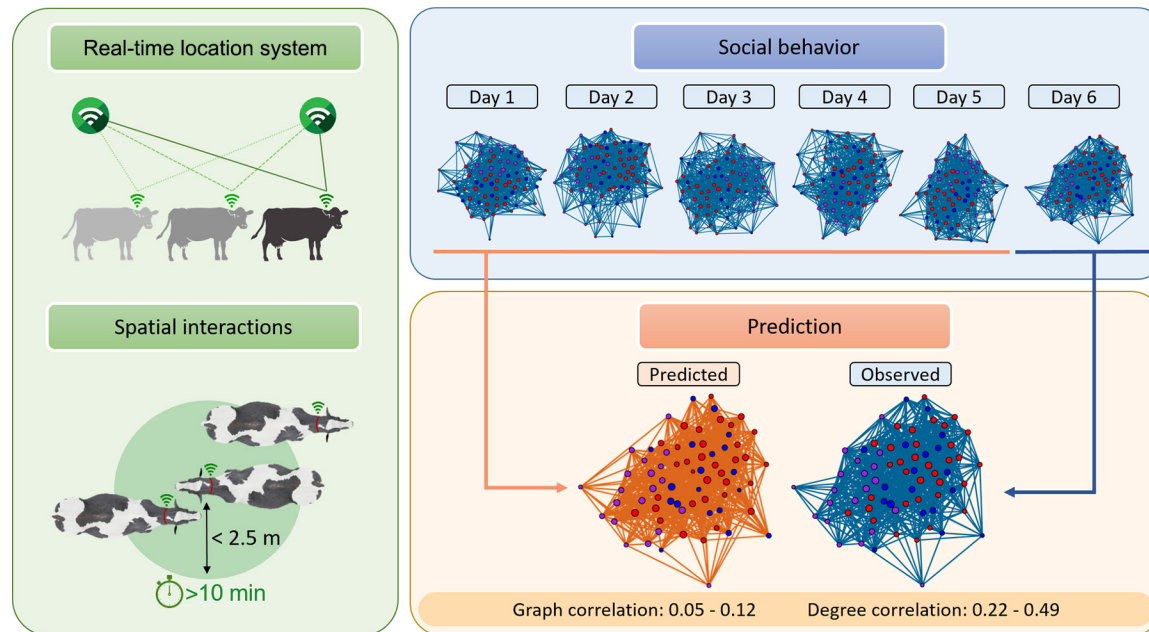 Real-time location system
Spatial interactions
< 2.5 m
>10 min
Social behavior
Day 1
Day 2
Day 3
Day 4
Day 5
Day 6
Prediction
Predicted
Observed
Graph correlation: 0.05 - 0.12
Degree correlation: 0.22 - 0.49